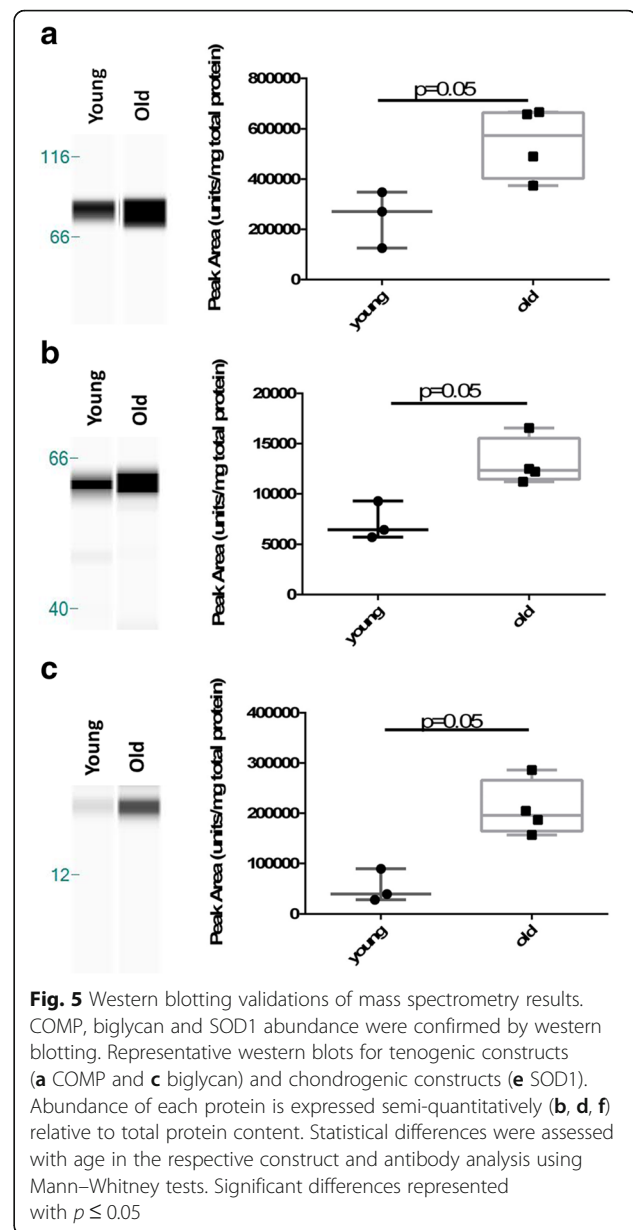 a
Young
Old
116
66
Peak Area (units/mg total protein)
800000
600000
400000
200000
0
p=0.05
young
old
b
Young
Old
66
40
Peak Area (units/mg total protein)
20000
15000
10000
5000
0
p=0.05
young
old
c
Young
Old
12
Peak Area (units/mg total protein)
400000
300000
200000
100000
0
p=0.05
young
old
Fig. 5 Western blotting validations of mass spectrometry results.
COMP, biglycan and SOD1 abundance were confirmed by western
blotting. Representative western blots for tenogenic constructs
(a COMP and c biglycan) and chondrogenic constructs (e SOD1).
Abundance of each protein is expressed semi-quantitatively (b, d, f)
relative to total protein content. Statistical differences were assessed
with age in the respective construct and antibody analysis using
Mann–Whitney tests. Significant differences represented
with p ≤ 0.05